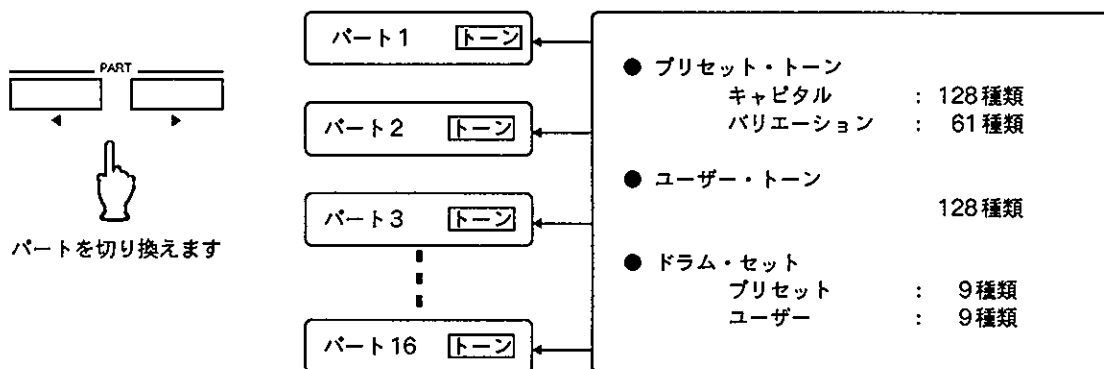 PART
◀ ▶
パートを切り換えます
パート1 トーン
パート2 トーン
パート3 トーン
パート16 トーン
● プリセット・トーン
キャピタル : 128種類
バリエーション : 61種類
● ユーザー・トーン
128種類
● ドラム・セット
プリセット : 9種類
ユーザー : 9種類